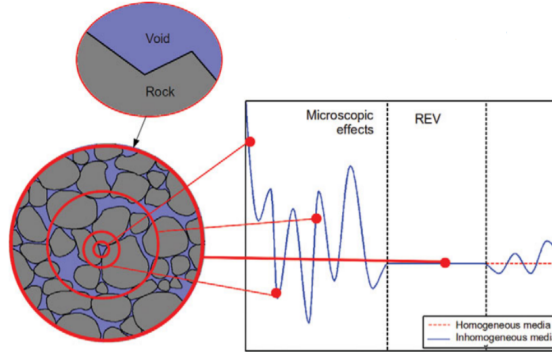 Void
Rock
Microscopic
effects
REV
Homogeneous media
Inhomogeneous media